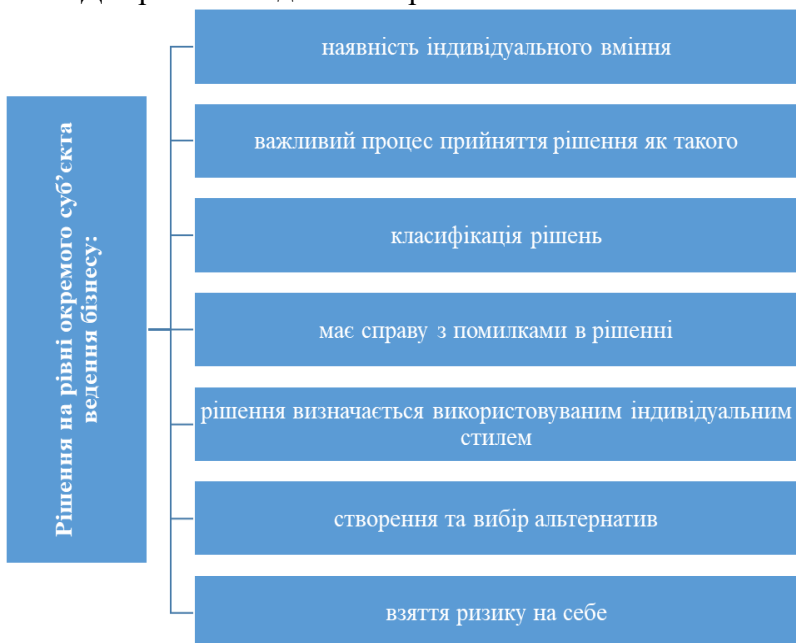 Рішення на рівні окремого суб’єкта
ведення бізнесу:
наявність індивідуального вміння
важливий процес прийняття рішення як такого
класифікація рішень
має справу з помилками в рішенні
рішення визначається використовуваним індивідуальним
стилем
створення та вибір альтернатив
взяття ризику на себе